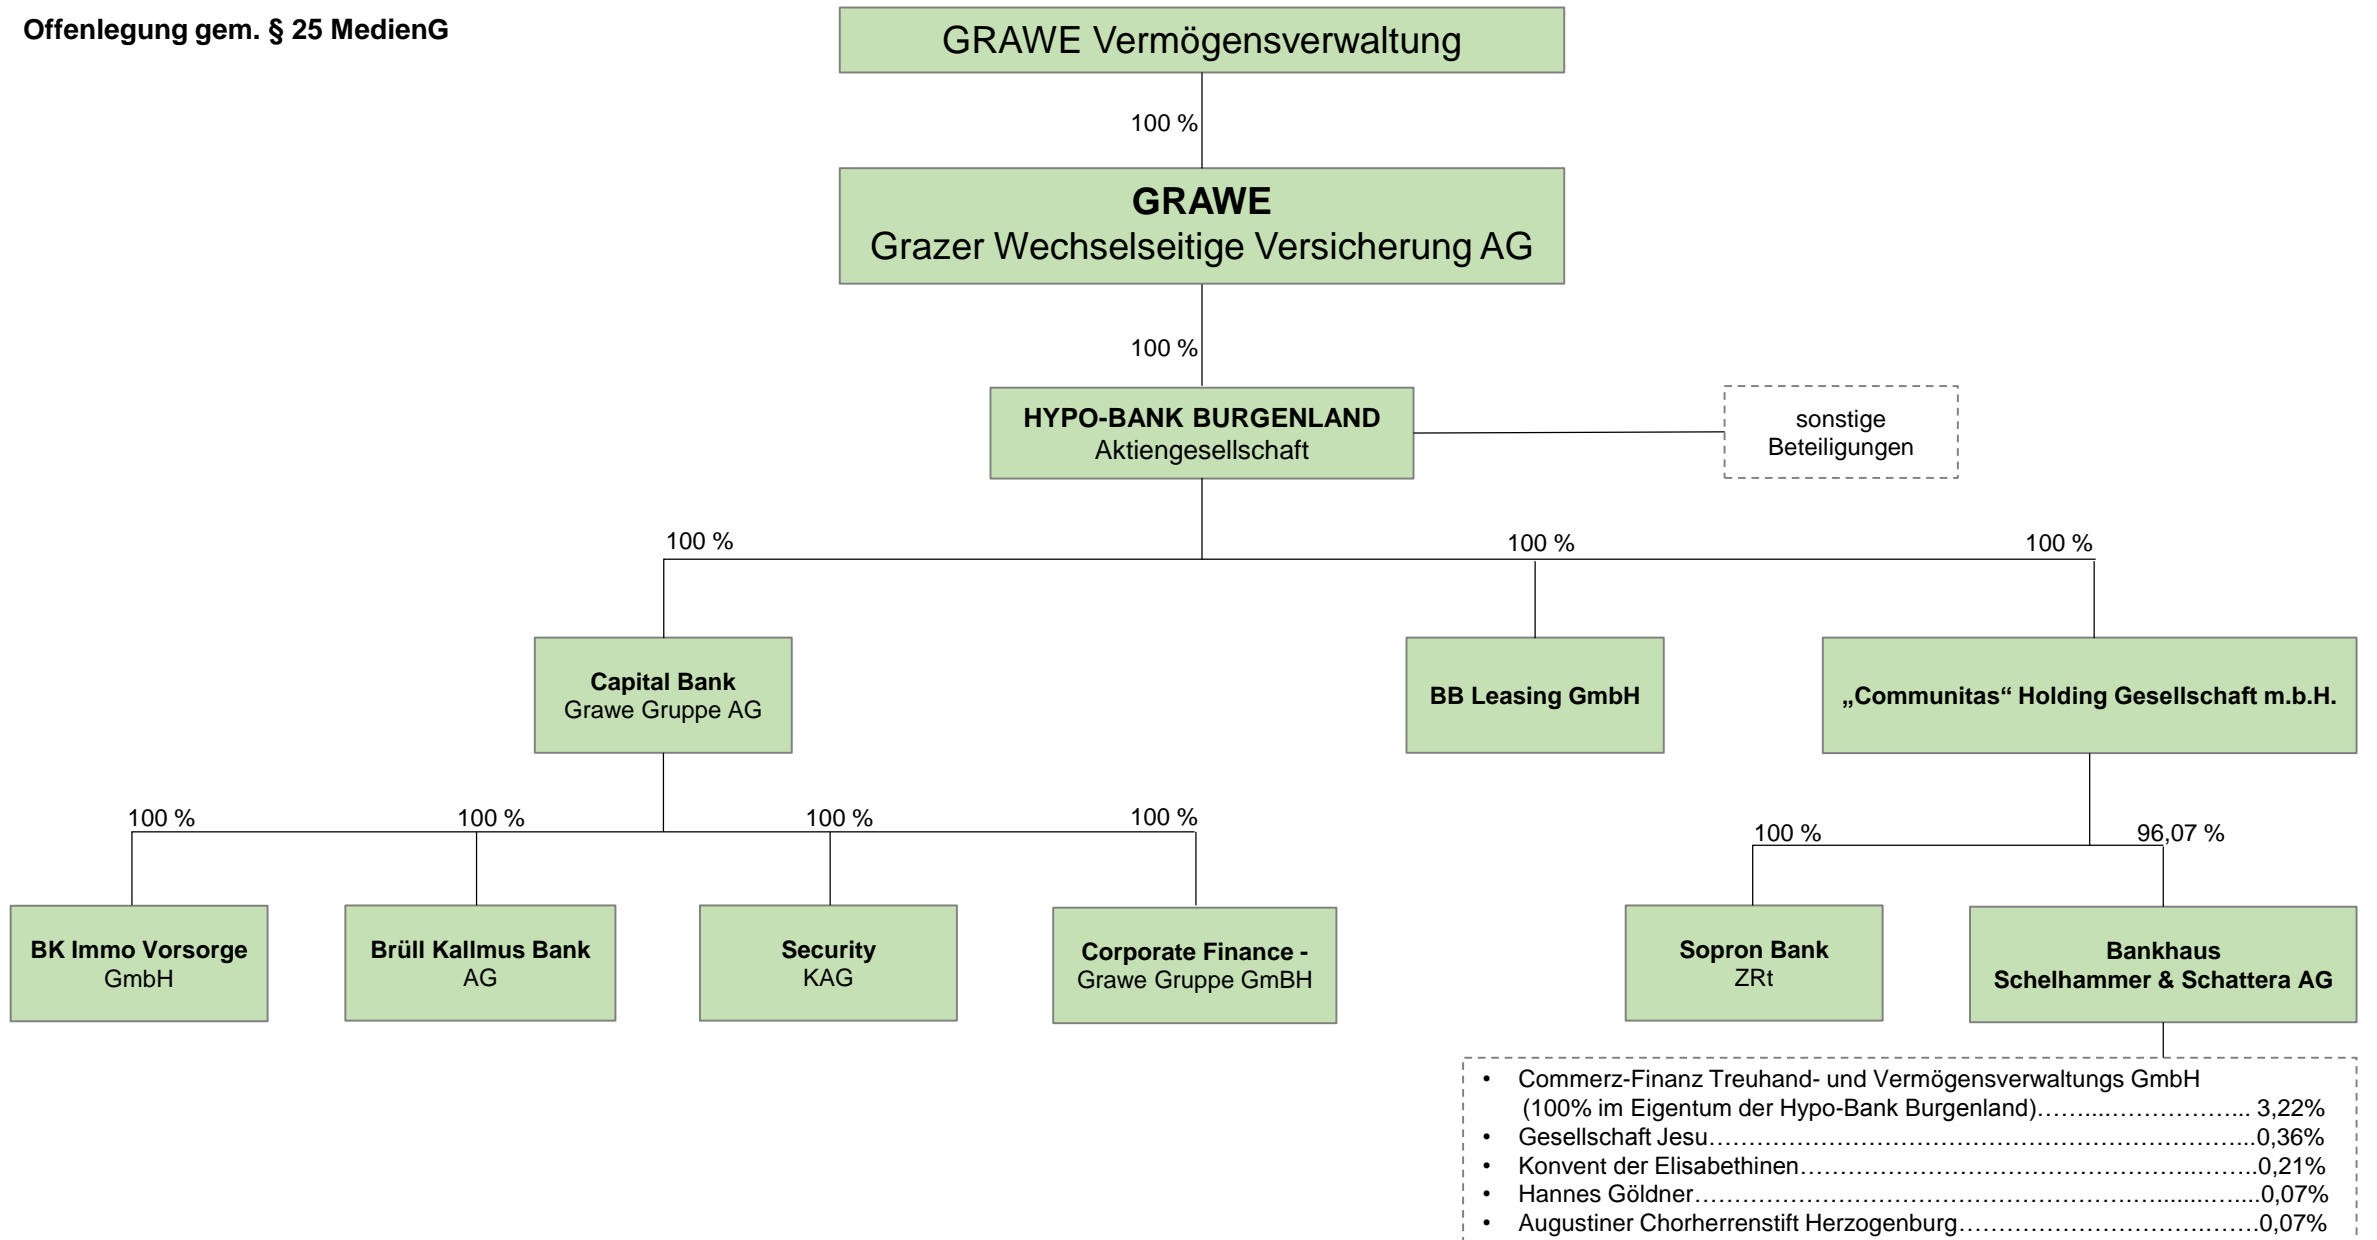 Offenlegung gem. § 25 MedienG
GRAWE Vermögensverwaltung
100 %
GRAWE
Grazer Wechselseitige Versicherung AG
100 %
HYPO-BANK BURGENLAND
Aktiengesellschaft
sonstige
Beteiligungen
100 %
100 %
100 %
Capital Bank
Grawe Gruppe AG
BB Leasing GmbH
„Communitas“ Holding Gesellschaft m.b.H.
100 %
100 %
100 %
100 %
100 %
96,07 %
BK Immo Vorsorge
GmbH
Brüll Kallmus Bank
AG
Security
KAG
Corporate Finance -
Grawe Gruppe GmBH
Sopron Bank
ZRt
Bankhaus
Schelhammer & Schattera AG
• Commerz-Finanz Treuhand- und Vermögensverwaltungs GmbH
(100% im Eigentum der Hypo-Bank Burgenland)……....……………... 3,22%
• Gesellschaft Jesu………………………………………………………………………...0,36%
• Konvent der Elisabethinen…………………………………………………..……..0,21%
• Hannes Göldner……………………………………………………………........…....0,07%
• Augustiner Chorherrenstift Herzogenburg……………………………….…….0,07%